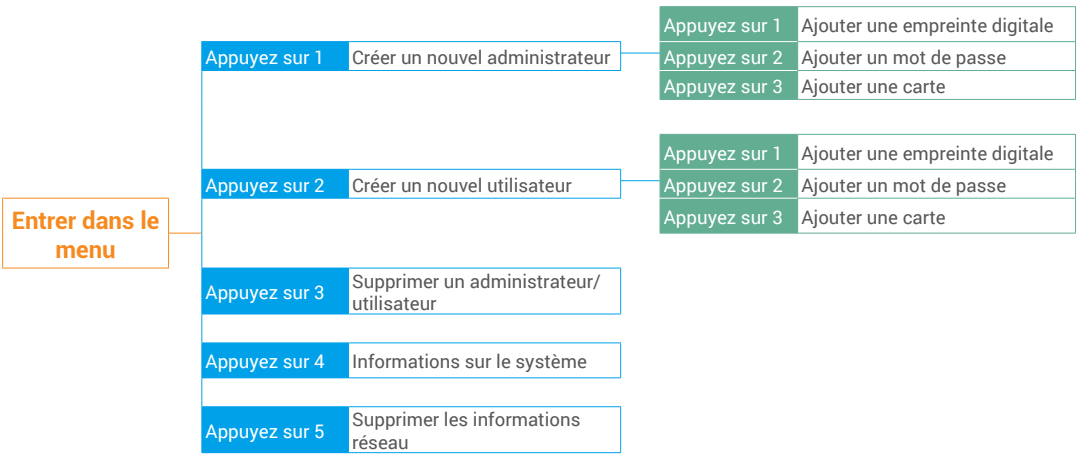 Entrer dans le
menu
Appuyez sur 1 Créer un nouvel administrateur
Appuyez sur 1 Ajouter une empreinte digitale
Appuyez sur 2 Ajouter un mot de passe
Appuyez sur 3 Ajouter une carte
Appuyez sur 2 Créer un nouvel utilisateur
Appuyez sur 1 Ajouter une empreinte digitale
Appuyez sur 2 Ajouter un mot de passe
Appuyez sur 3 Ajouter une carte
Appuyez sur 3 Supprimer un administrateur/
utilisateur
Appuyez sur 4 Informations sur le système
Appuyez sur 5 Supprimer les informations
réseau